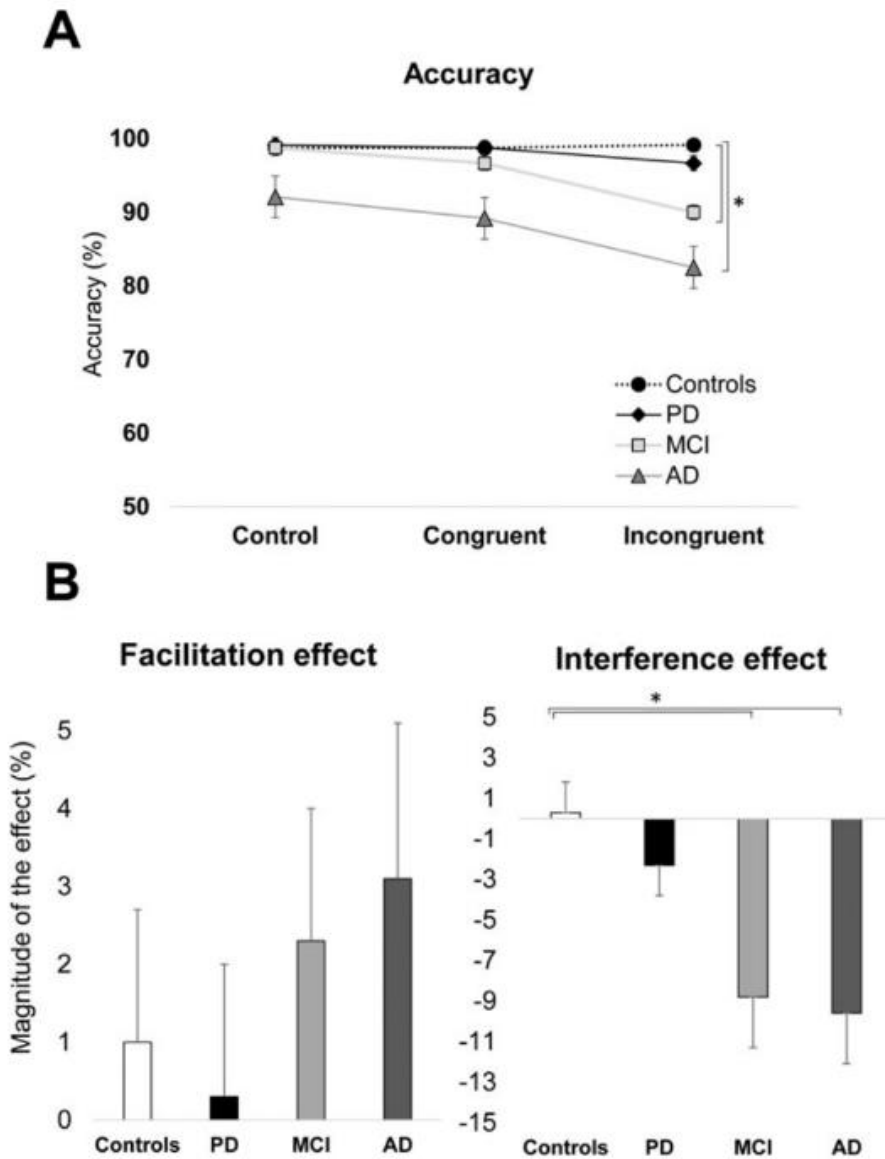 A
Accuracy
100
90
80
70
60
50
Accuracy (%)
*
Controls
PD
MCI
AD
Control Congruent Incongruent
B
Facilitation effect
5
4
3
2
1
0
Magnitude of the effect (%)
Controls PD MCI AD
Interference effect
*
5
3
1
-1
-3
-5
-7
-9
-11
-13
-15
Controls PD MCI AD